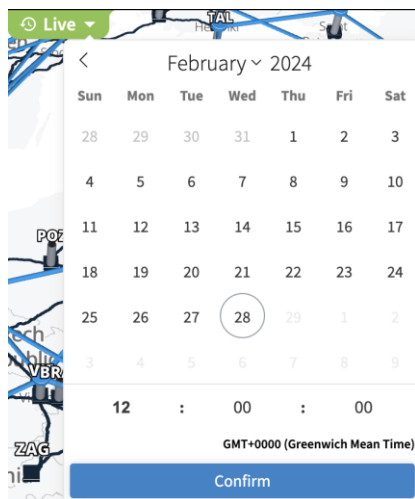 Live
TAL
February 2024
Sun Mon Tue Wed Thu Fri Sat
28 29 30 31 1 2 3
4 5 6 7 8 9 10
11 12 13 14 15 16 17
POZ
18 19 20 21 22 23 24
25 26 27 28 29 1 2
3 4 5 6 7 8 9
VBR
12 : 00 : 00
GMT+0000 (Greenwich Mean Time)
ZAG
Confirm